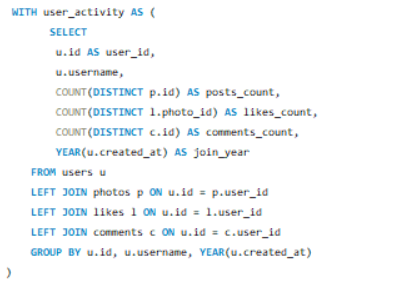 WITH user_activity AS (
SELECT
u.id AS user_id,
u.username,
COUNT(DISTINCT p.id) AS posts_count,
COUNT(DISTINCT l.photo_id) AS likes_count,
COUNT(DISTINCT c.id) AS comments_count,
YEAR(u.created_at) AS join_year
FROM users u
LEFT JOIN photos p ON u.id = p.user_id
LEFT JOIN likes l ON u.id = l.user_id
LEFT JOIN comments c ON u.id = c.user_id
GROUP BY u.id, u.username, YEAR(u.created_at)
)